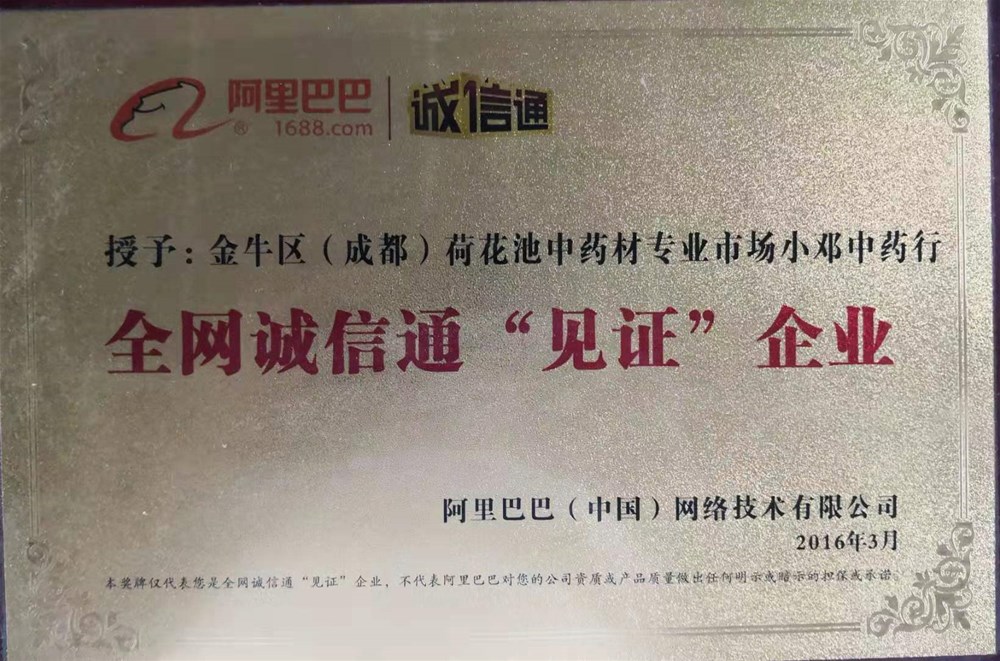 阿里巴巴 诚信通
® 1688.com
授予：金牛区（成都）荷花池中药材专业市场小邓中药行
全网诚信通“见证”企业
阿里巴巴（中国）网络技术有限公司
2016年3月
本奖牌仅代表您是全网诚信通“见证”企业，不代表阿里巴巴对您的公司资质或产品质量做出任何明示或暗示的担保或承诺